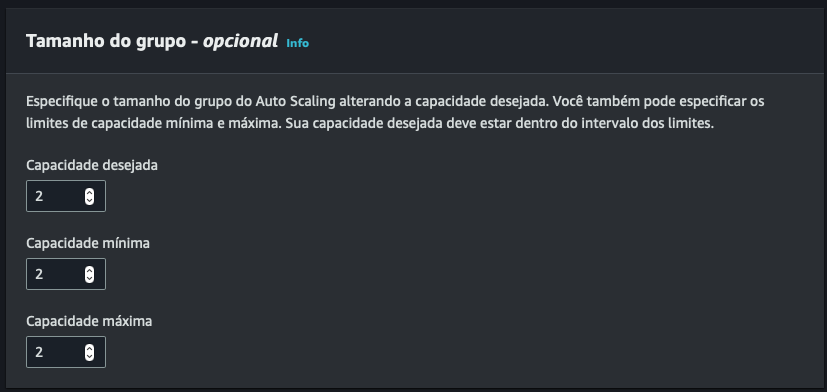 Tamanho do grupo - opcional Info
Especifique o tamanho do grupo do Auto Scaling alterando a capacidade desejada. Você também pode especificar os
limites de capacidade mínima e máxima. Sua capacidade desejada deve estar dentro do intervalo dos limites.
Capacidade desejada
2
Capacidade mínima
2
Capacidade máxima
2